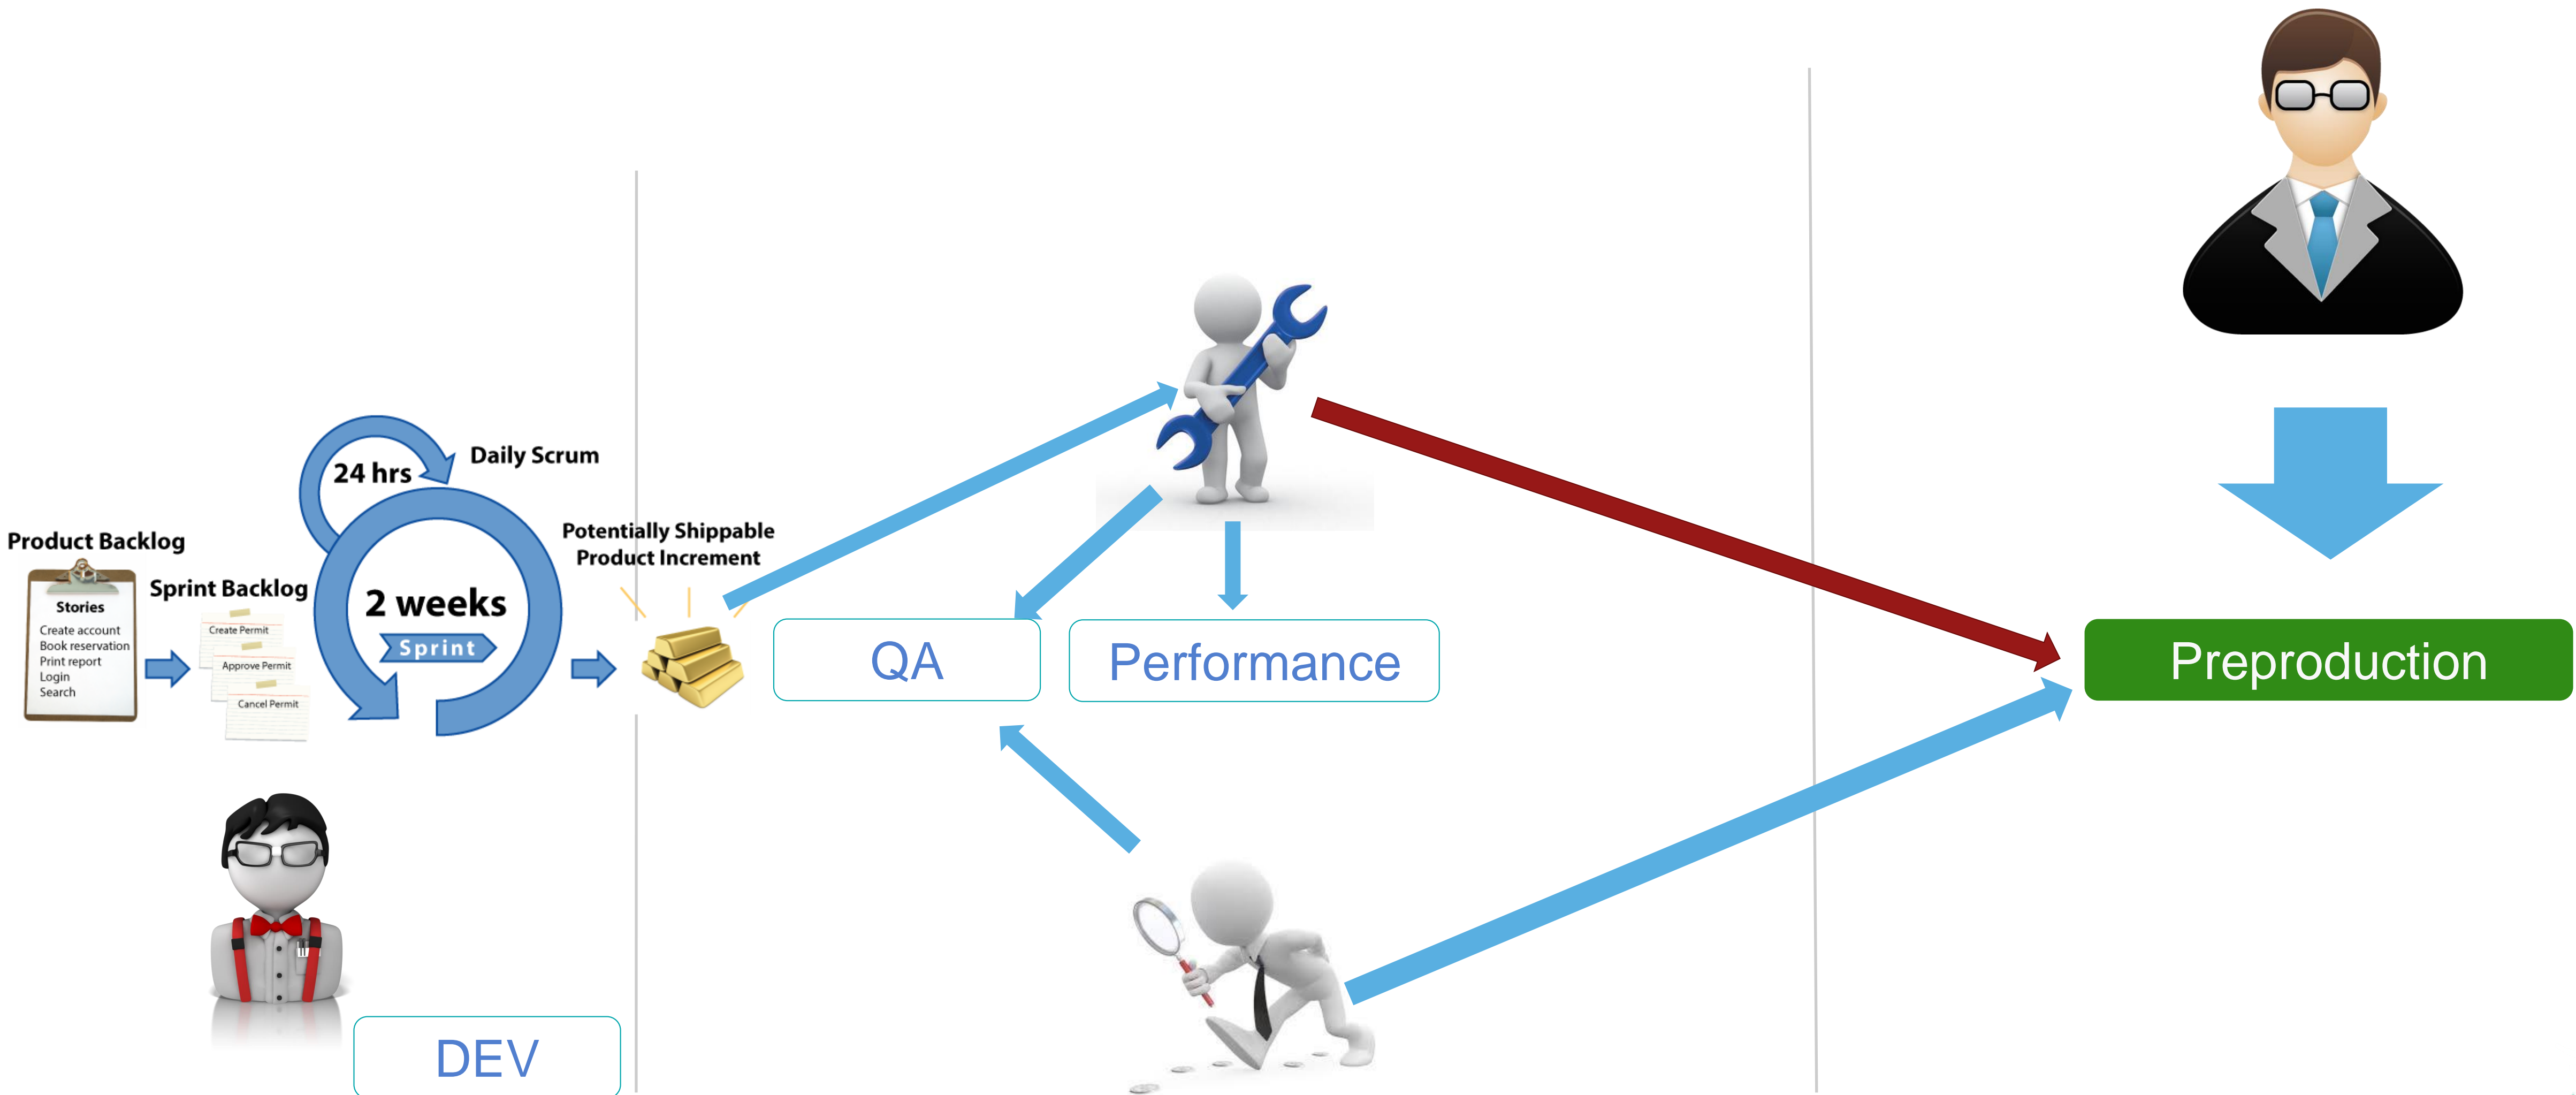 Product Backlog
Stories
Create account
Book reservation
Print report
Login
Search
Sprint Backlog
Create Permit
Approve Permit
Cancel Permit
24 hrs
Daily Scrum
2 weeks
Sprint
Potentially Shippable
Product Increment
QA
Performance
Preproduction
DEV